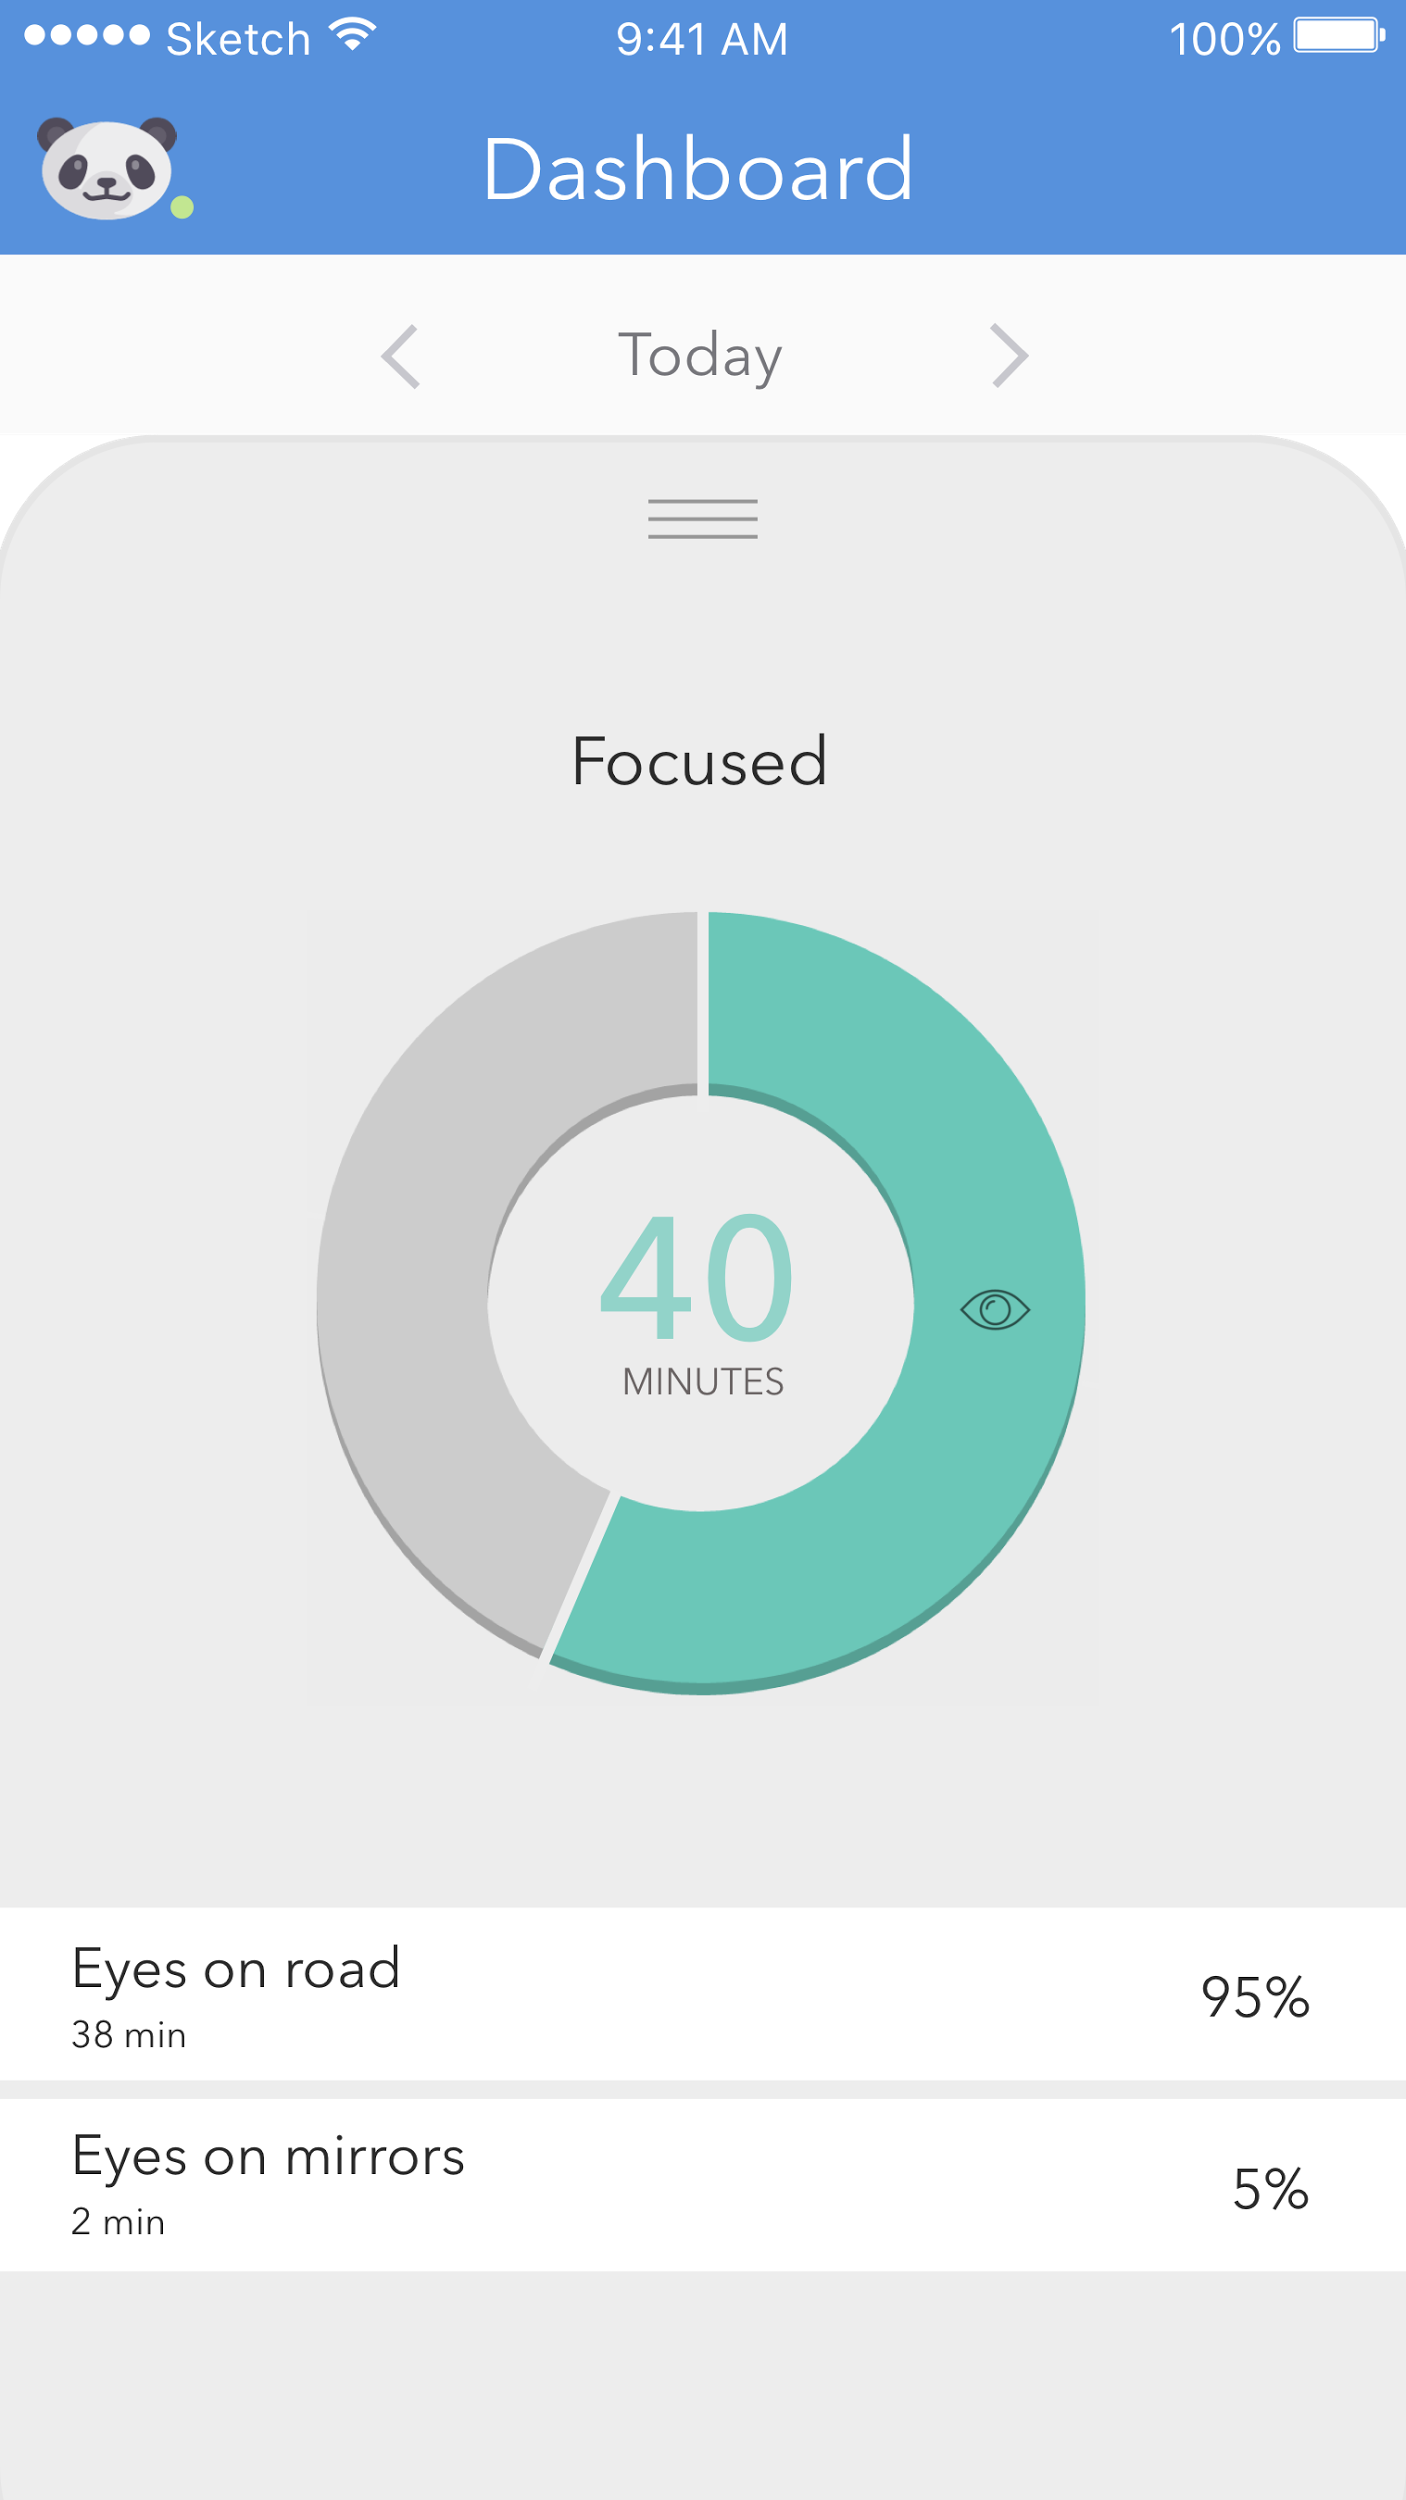 Sketch 9:41 AM 100%
Dashboard
Today
Focused
40
MINUTES
Eyes on road
38 min
95%
Eyes on mirrors
2 min
5%